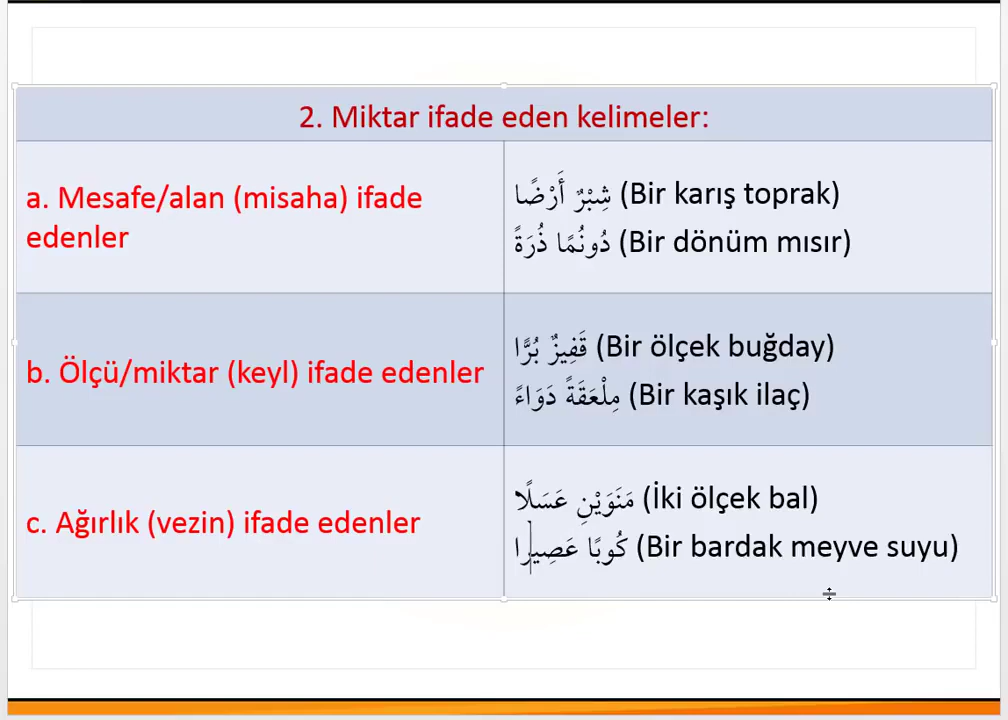 2. Miktar ifade eden kelimeler:
a. Mesafe/alan (misaha) ifade
edenler
شِبْرٌ أَرْضًا (Bir karış toprak)
دُونُمًا ذُرَةً (Bir dönüm mısır)
b. Ölçü/miktar (keyl) ifade edenler
قَفِيزٌ بُرًّا (Bir ölçek buğday)
مِلْعَقَةً دَوَاءً (Bir kaşık ilaç)
c. Ağırlık (vezin) ifade edenler
مَنَوَيْنِ عَسَلًا (İki ölçek bal)
كُوبًا عَصِيرا (Bir bardak meyve suyu)